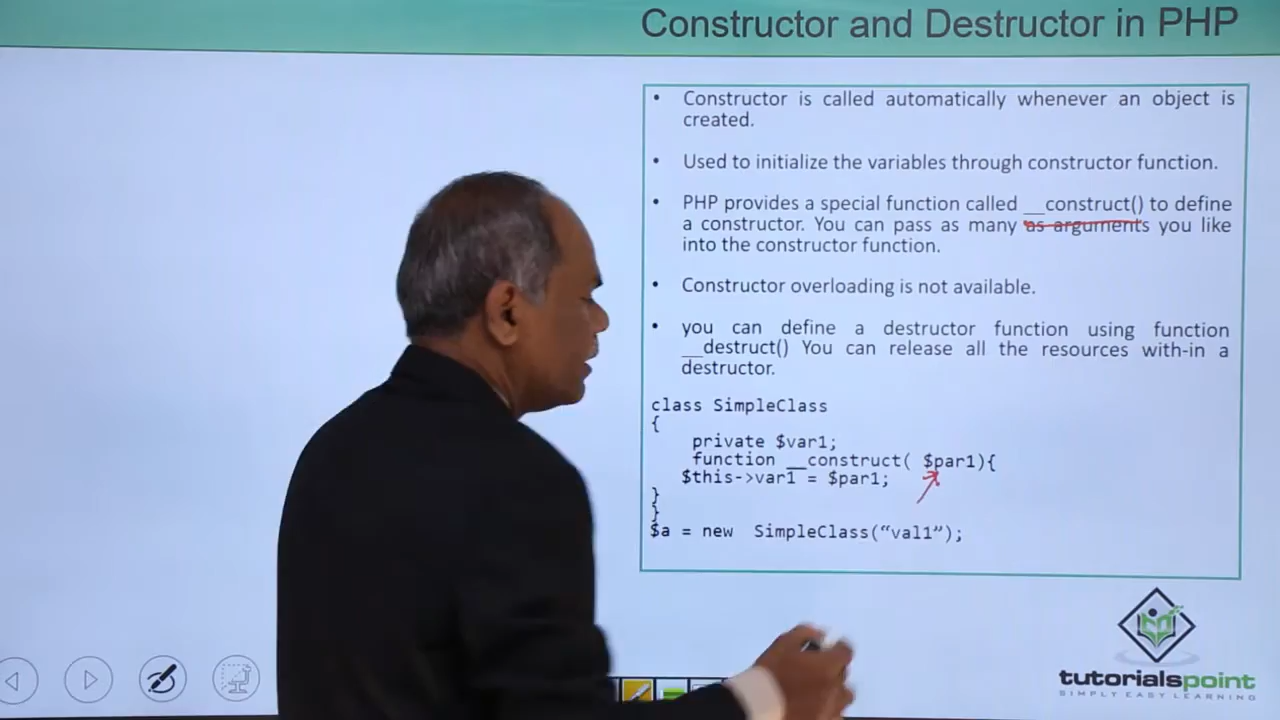 Constructor and Destructor in PHP
• Constructor is called automatically whenever an object is
created.
• Used to initialize the variables through constructor function.
• PHP provides a special function called __construct() to define
a constructor. You can pass as many as arguments you like
into the constructor function.
• Constructor overloading is not available.
• you can define a destructor function using function
__destruct() You can release all the resources with-in a
destructor.
class SimpleClass
{
private $var1;
function __construct( $par1){
$this->var1 = $par1;
}
}
$a = new SimpleClass(“val1”);
tutorialspoint
SIMPLY EASY LEARNING